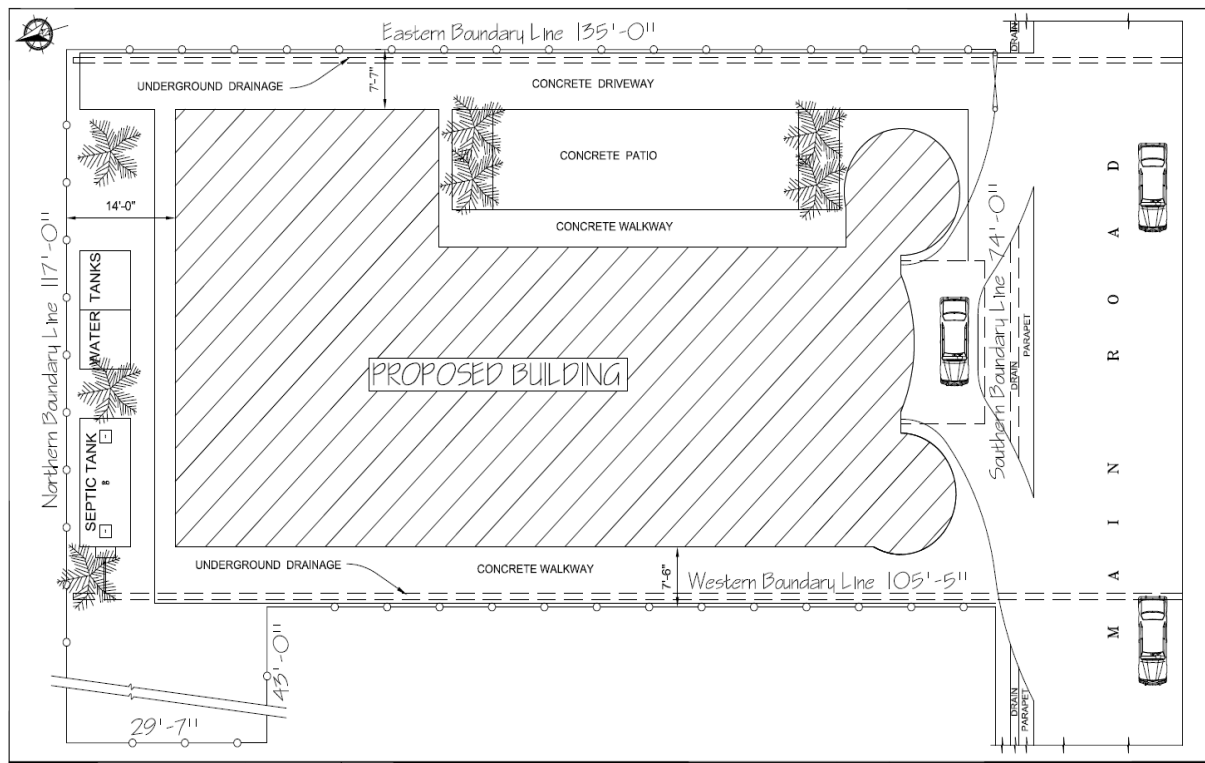 Eastern Boundary Line 135'-0"
DRAIN
UNDERGROUND DRAINAGE
7'-7"
CONCRETE DRIVEWAY
CONCRETE PATIO
14'-0"
CONCRETE WALKWAY
Northern Boundary Line 117'-0"
WATER TANKS
SEPTIC TANK
PROPOSED BUILDING
Southern Boundary Line 74'-0"
DRAIN
PARAPET
MAIN ROAD
UNDERGROUND DRAINAGE
CONCRETE WALKWAY
7'-6"
Western Boundary Line 105'-5"
43'-0"
29'-7"
DRAIN
PARAPET